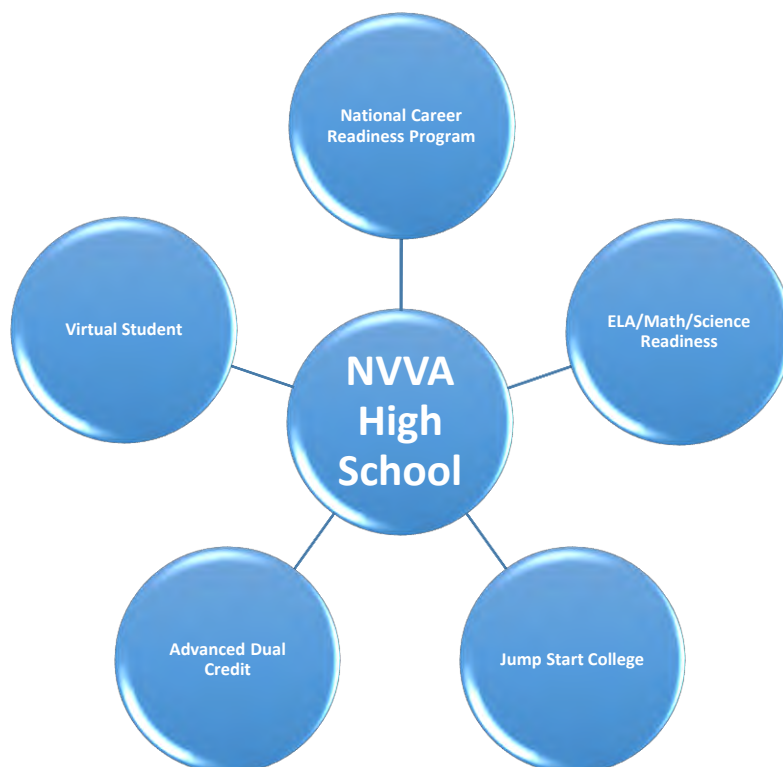 National Career
Readiness Program
Virtual Student
ELA/Math/Science
Readiness
NVVA
High
School
Advanced Dual
Credit
Jump Start College